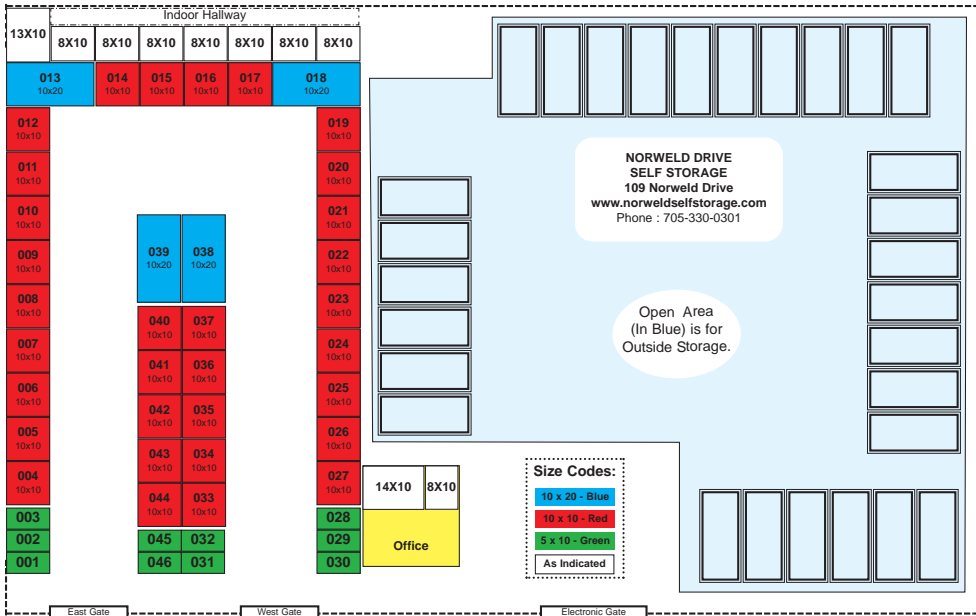 Indoor Hallway
13X10
8X10
8X10
8X10
8X10
8X10
8X10
8X10
013
10x20
014
10x10
015
10x10
016
10x10
017
10x10
018
10x20
012
10x10
011
10x10
010
10x10
009
10x10
008
10x10
007
10x10
006
10x10
005
10x10
004
10x10
003
002
001
039
10x20
038
10x20
040
10x10
037
10x10
041
10x10
036
10x10
042
10x10
035
10x10
043
10x10
034
10x10
044
10x10
033
10x10
045
032
046
031
019
10x10
020
10x10
021
10x10
022
10x10
023
10x10
024
10x10
025
10x10
026
10x10
027
10x10
028
029
030
14X10
8X10
Office
NORWELD DRIVE
SELF STORAGE
109 Norweld Drive
www.norweldselfstorage.com
Phone : 705-330-0301
Open Area
(In Blue) is for
Outside Storage.
Size Codes:
10 x 20 - Blue
10 x 10 - Red
5 x 10 - Green
As Indicated
East Gate
West Gate
Electronic Gate